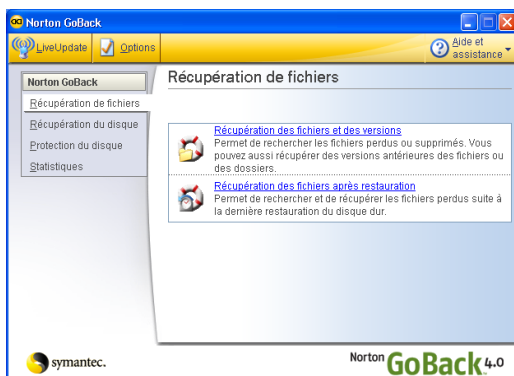 Norton GoBack
LiveUpdate
Options
Aide et
assistance
Norton GoBack
Récupération de fichiers
Récupération du disque
Protection du disque
Statistiques
Récupération de fichiers
Récupération des fichiers et des versions
Permet de rechercher les fichiers perdus ou supprimés. Vous
pouvez aussi récupérer des versions antérieures des fichiers ou
des dossiers.
Récupération des fichiers après restauration
Permet de rechercher et de récupérer les fichiers perdus suite à
la dernière restauration du disque dur.
symantec.
Norton GoBack 4.0